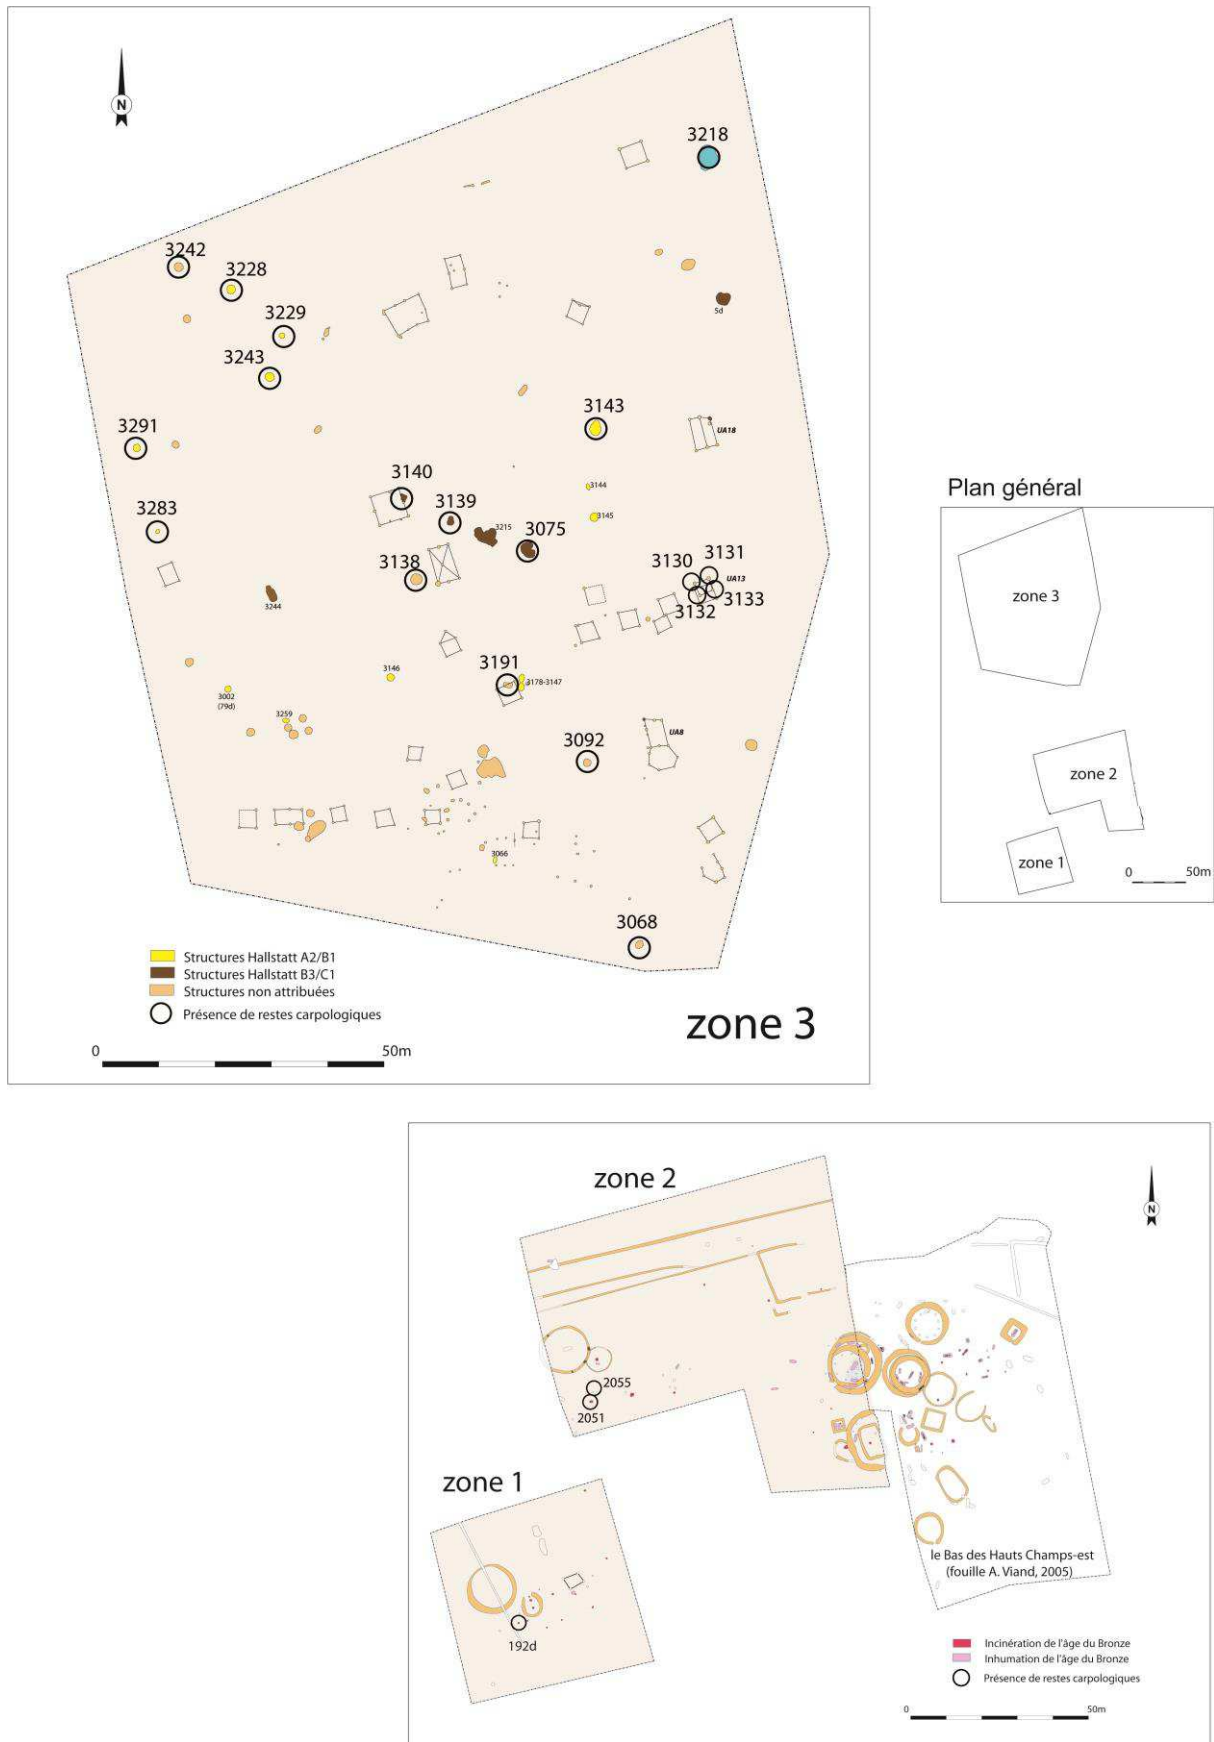 N
3218
3242
3228
3229
3243
5d
3143
UA18
3291
3140
3144
3139
3145
3215
3075
3283
3138
3130
3131
UA13
3133
3132
3244
3191
3146
3178-3147
3002
(79d)
3259
UA8
3092
3066
3068
Structures Hallstatt A2/B1
Structures Hallstatt B3/C1
Structures non attribuées
Présence de restes carpologiques
zone 3
0 50m
Plan général
zone 3
zone 2
zone 1
0 50m
zone 2
N
2055
2051
zone 1
le Bas des Hauts Champs-est
(fouille A. Viand, 2005)
192d
Incinération de l'âge du Bronze
Inhumation de l'âge du Bronze
Présence de restes carpologiques
0 50m